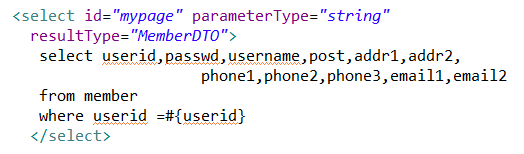 <select id="mypage" parameterType="string"
resultType="MemberDTO">
select userid,passwd,username,post,addr1,addr2,
phone1,phone2,phone3,email1,email2
from member
where userid =#{userid}
</select>